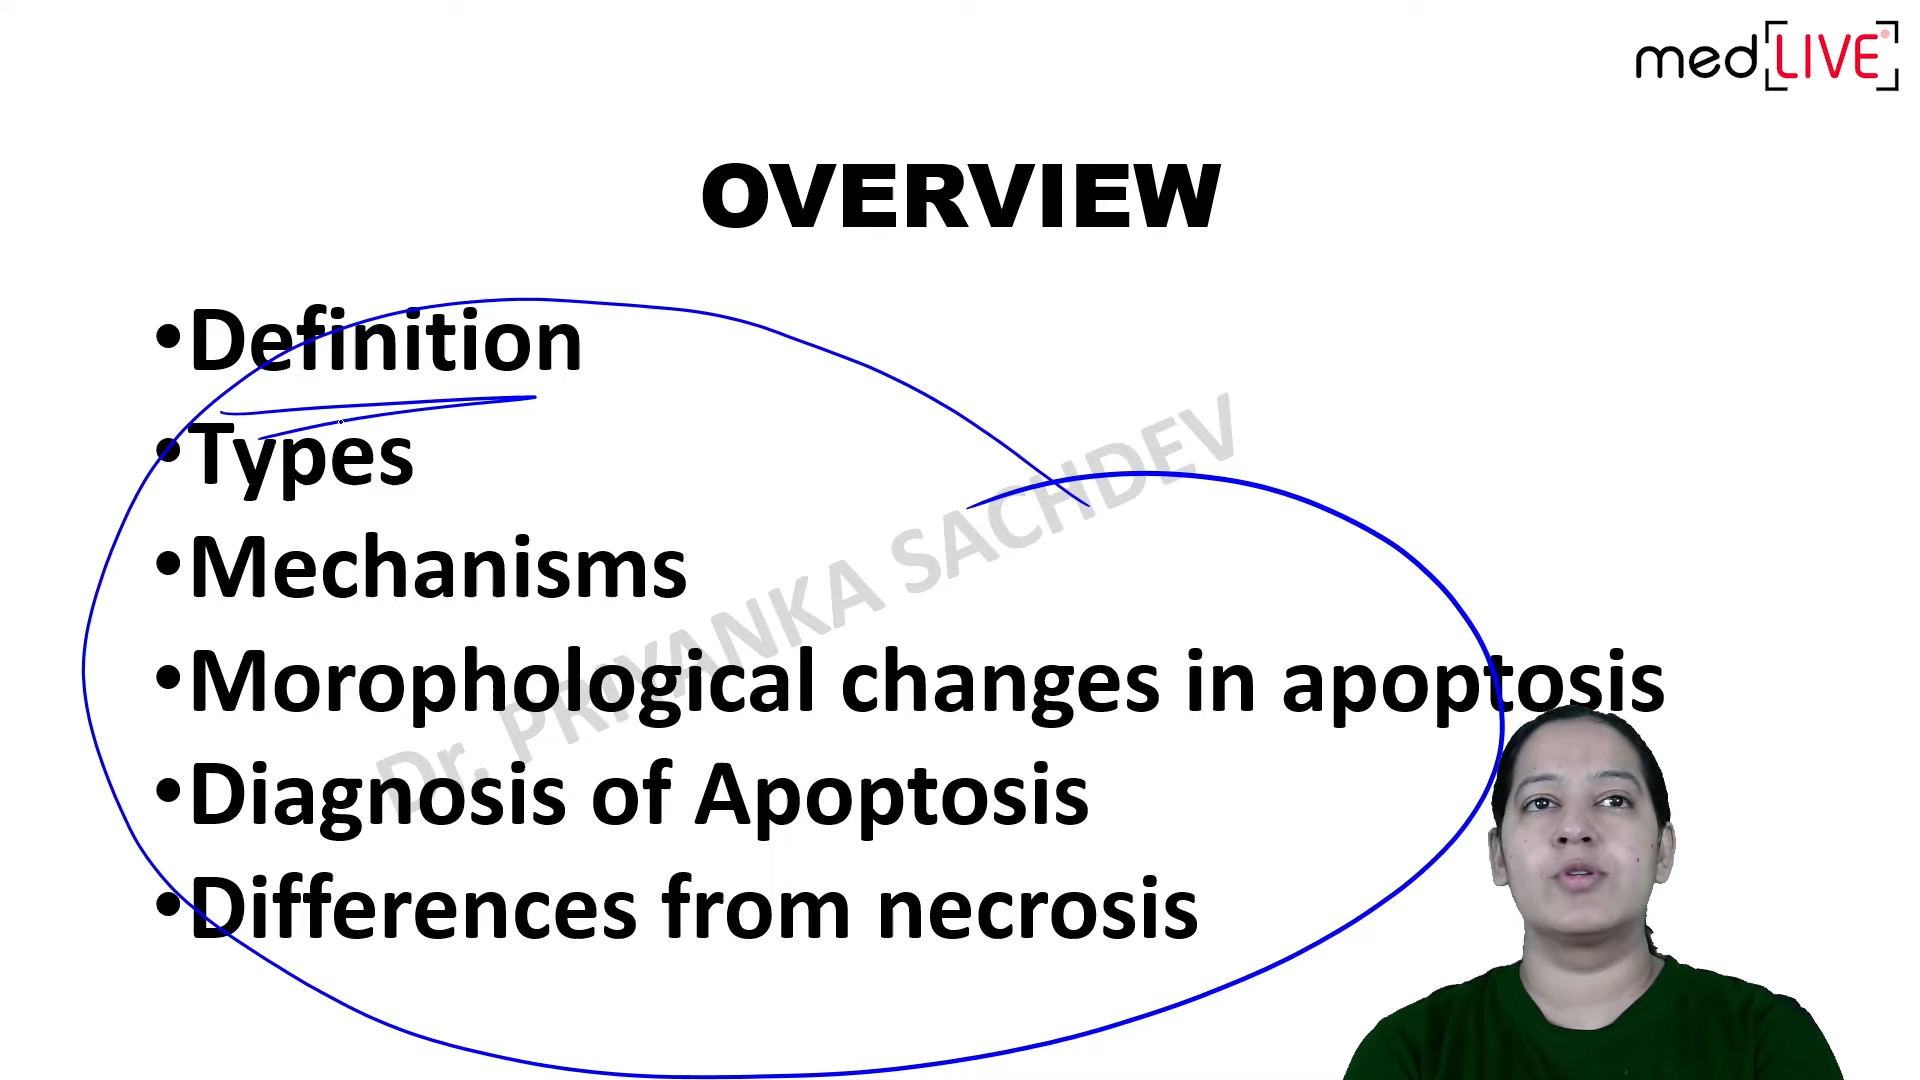 med[LIVE]
OVERVIEW
•Definition
•Types
•Mechanisms
•Morophological changes in apoptosis
•Diagnosis of Apoptosis
•Differences from necrosis
Dr. PRIYANKA SACHDEV